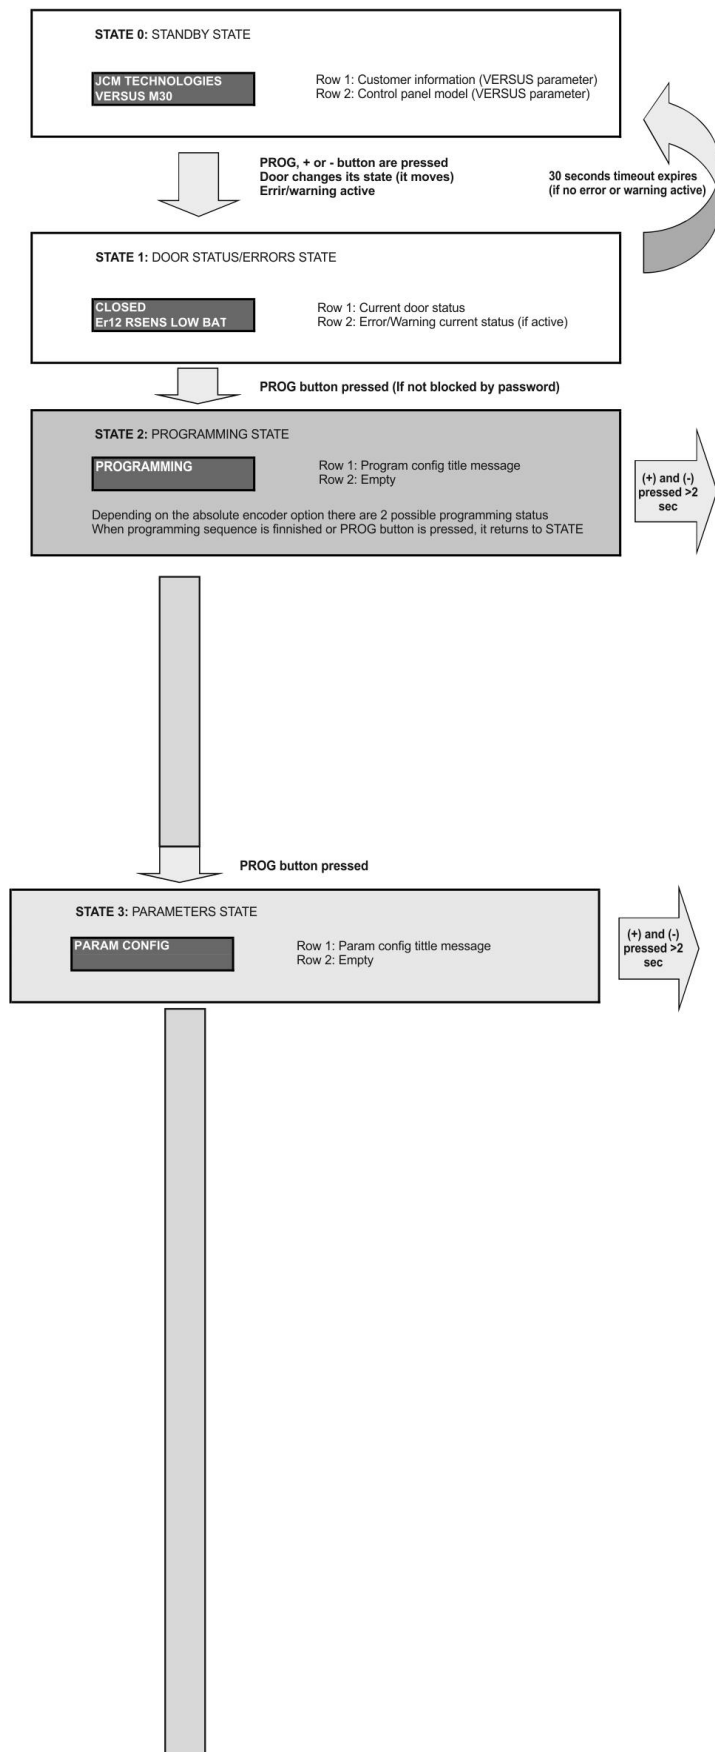 STATE 0: STANDBY STATE
JCM TECHNOLOGIES
VERSUS M30
Row 1: Customer information (VERSUS parameter)
Row 2: Control panel model (VERSUS parameter)
PROG, + or - button are pressed
Door changes its state (it moves)
Errir/warning active
30 seconds timeout expires
(if no error or warning active)
STATE 1: DOOR STATUS/ERRORS STATE
CLOSED
Er12 RSENS LOW BAT
Row 1: Current door status
Row 2: Error/Warning current status (if active)
PROG button pressed (If not blocked by password)
STATE 2: PROGRAMMING STATE
PROGRAMMING
Row 1: Program config title message
Row 2: Empty
Depending on the absolute encoder option there are 2 possible programming status
When programming sequence is finnished or PROG button is pressed, it returns to STATE
(+) and (-)
pressed >2
sec
PROG button pressed
STATE 3: PARAMETERS STATE
PARAM CONFIG
Row 1: Param config tittle message
Row 2: Empty
(+) and (-)
pressed >2
sec